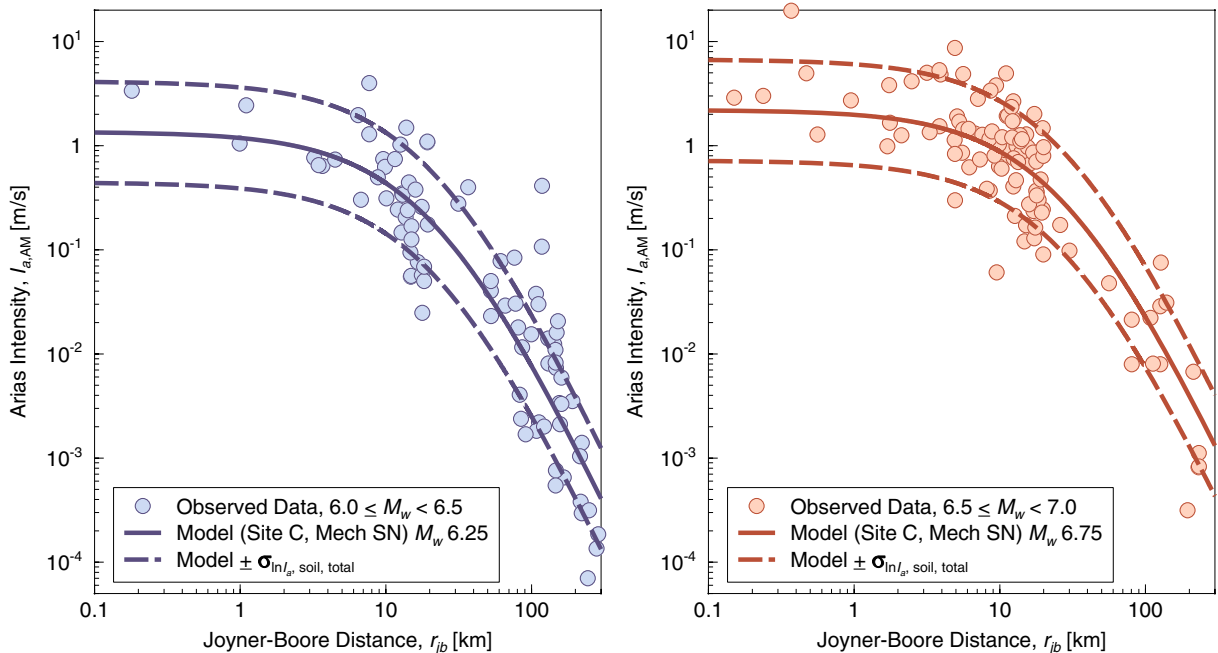 Arias Intensity, I_a,AM [m/s]
10^1
1
10^-1
10^-2
10^-3
10^-4
Observed Data, 6.0 ≤ M_w < 6.5
Model (Site C, Mech SN) M_w 6.25
Model ± σ_lnI_a, soil, total
0.1 1 10 100
Joyner-Boore Distance, r_jb [km]
Arias Intensity, I_a,AM [m/s]
10^1
1
10^-1
10^-2
10^-3
10^-4
Observed Data, 6.5 ≤ M_w < 7.0
Model (Site C, Mech SN) M_w 6.75
Model ± σ_lnI_a, soil, total
0.1 1 10 100
Joyner-Boore Distance, r_jb [km]